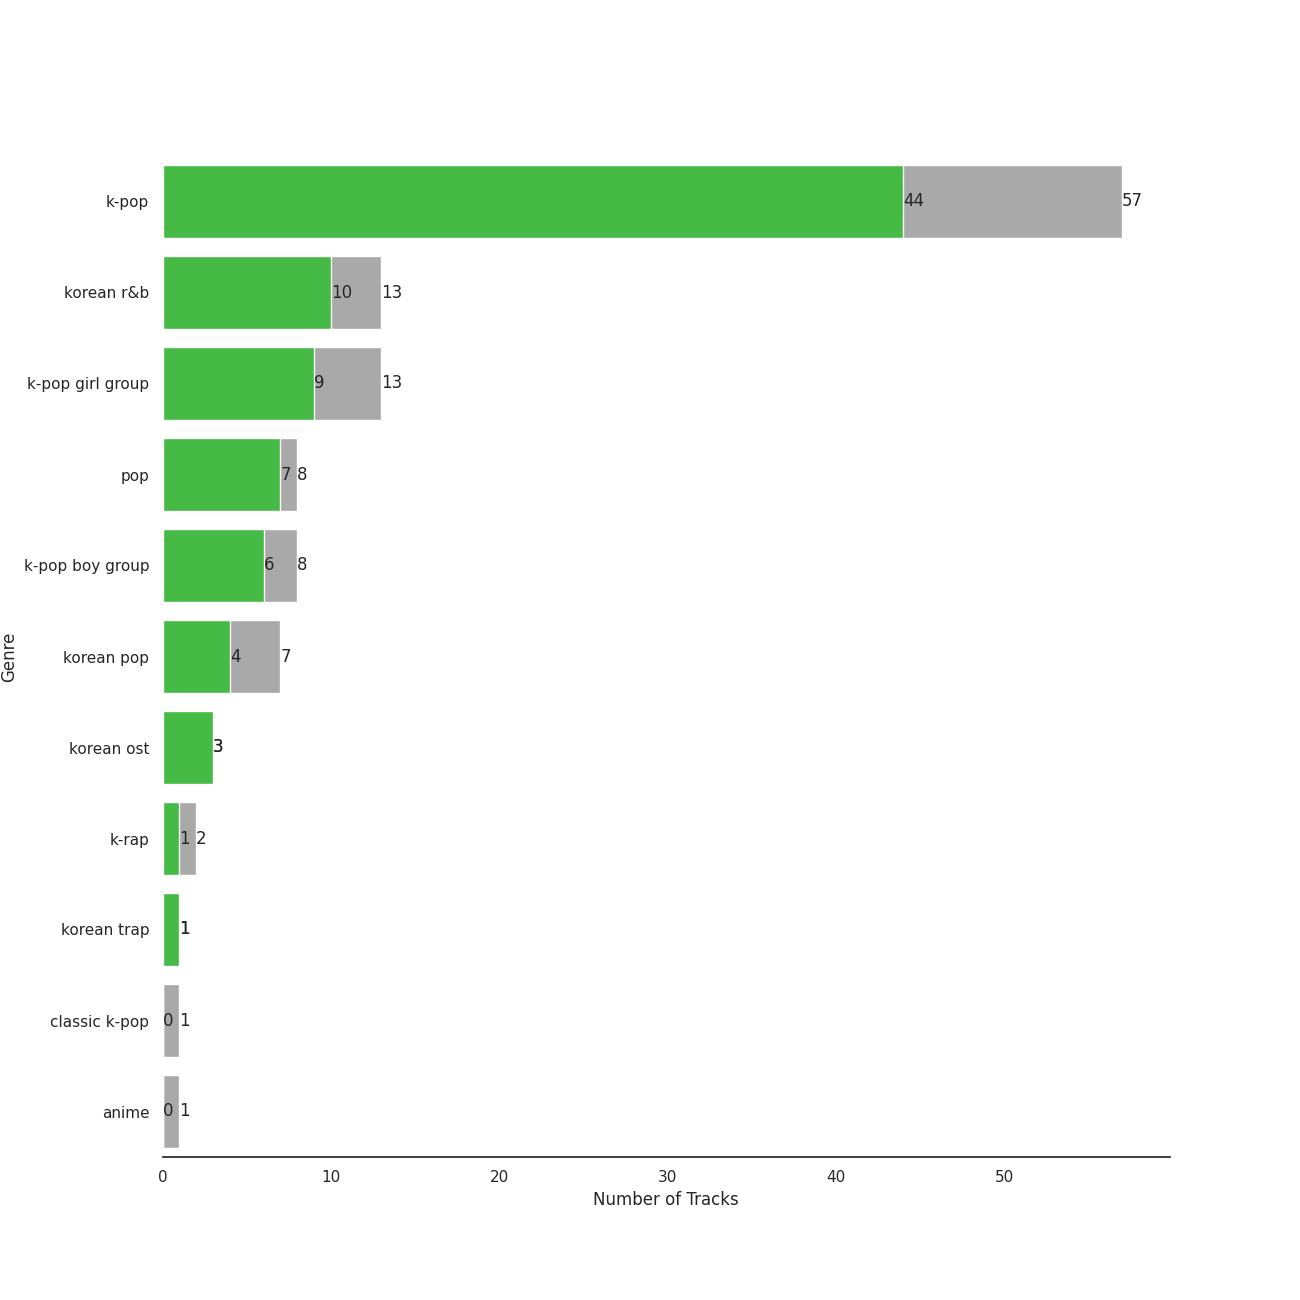 k-pop 44 57
korean r&b 10 13
k-pop girl group 9 13
pop 7 8
k-pop boy group 6 8
korean pop 4 7
Genre
korean ost 3
k-rap 1 2
korean trap 1
classic k-pop 0 1
anime 0 1
0 10 20 30 40 50
Number of Tracks